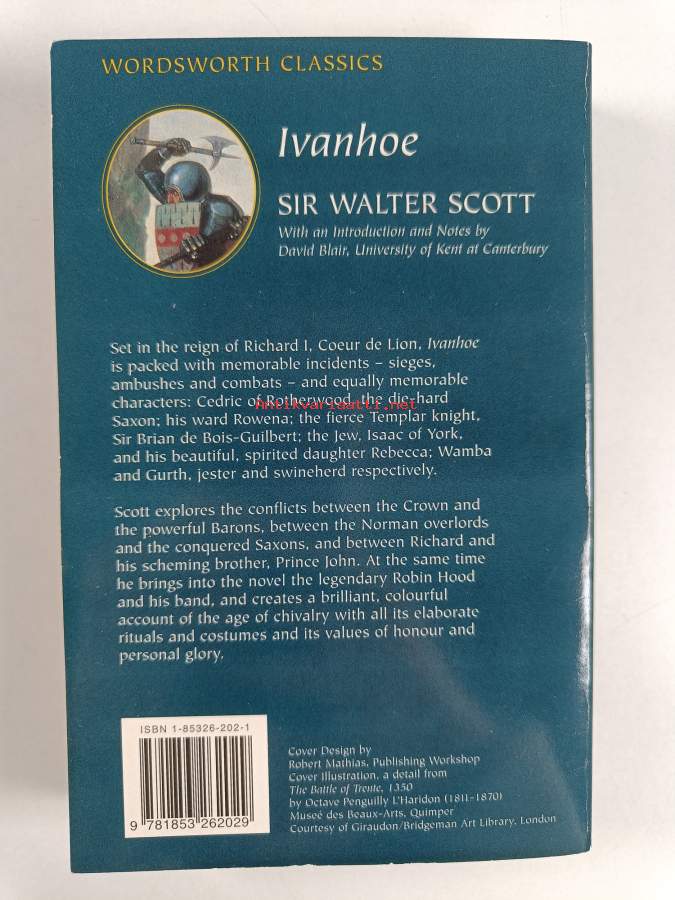 WORDSWORTH CLASSICS
Ivanhoe
SIR WALTER SCOTT
With an Introduction and Notes by
David Blair, University of Kent at Canterbury
Set in the reign of Richard I, Coeur de Lion, Ivanhoe
is packed with memorable incidents – sieges,
ambushes and combats – and equally memorable
characters: Cedric of Rotherwood, the die-hard
Antikvariaatti.net
Saxon; his ward Rowena; the fierce Templar knight,
Sir Brian de Bois-Guilbert; the Jew, Isaac of York,
and his beautiful, spirited daughter Rebecca; Wamba
and Gurth, jester and swineherd respectively.
Scott explores the conflicts between the Crown and
the powerful Barons, between the Norman overlords
and the conquered Saxons, and between Richard and
his scheming brother, Prince John. At the same time
he brings into the novel the legendary Robin Hood
and his band, and creates a brilliant, colourful
account of the age of chivalry with all its elaborate
rituals and costumes and its values of honour and
personal glory.
ISBN 1-85326-202-1
9 781853 262029
Cover Design by
Robert Mathias, Publishing Workshop
Cover Illustration, a detail from
The Battle of Trente, 1350
by Octave Penguilly L'Haridon (1811-1870)
Museé des Beaux-Arts, Quimper
Courtesy of Giraudon/Bridgeman Art Library, London